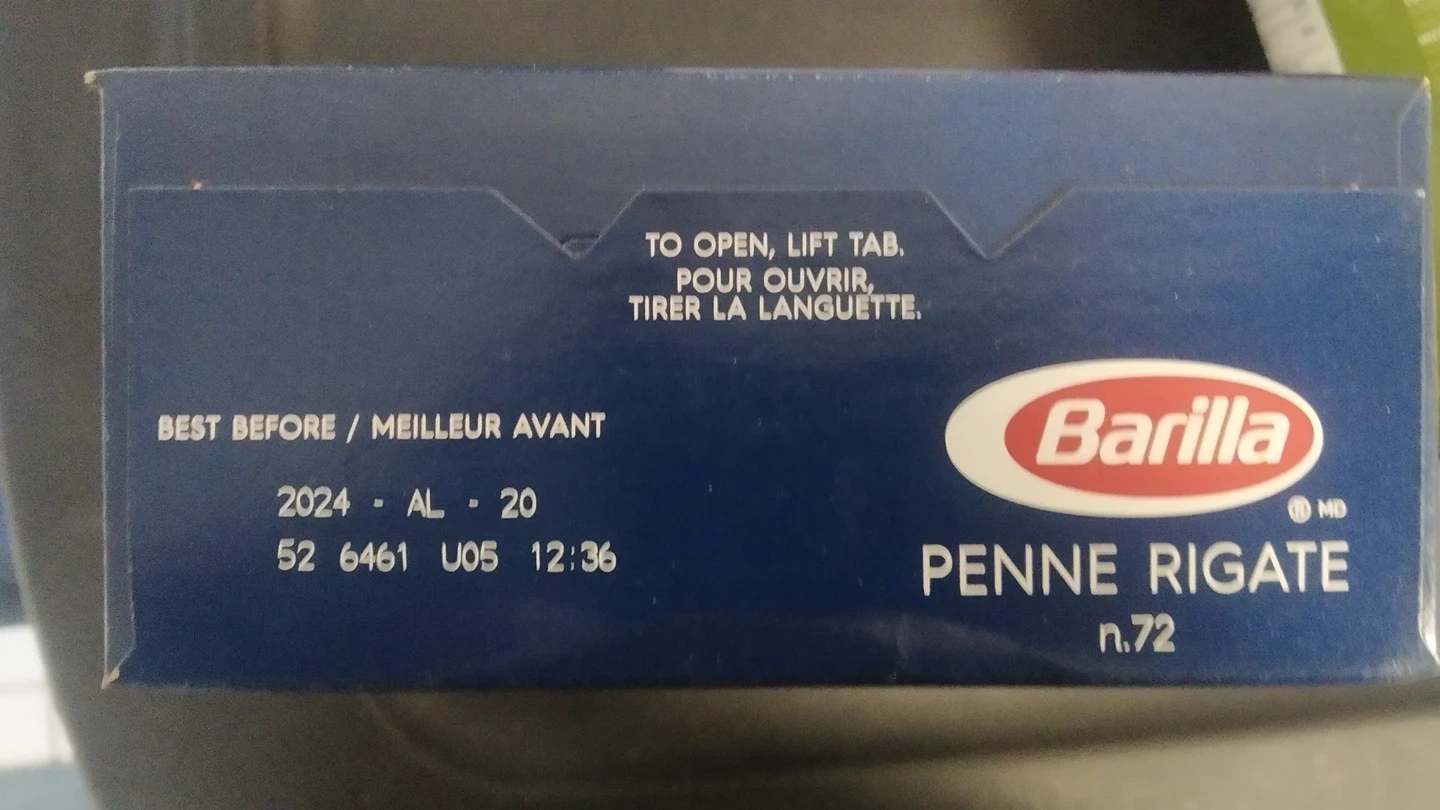 TO OPEN, LIFT TAB.
POUR OUVRIR,
TIRER LA LANGUETTE.
BEST BEFORE / MEILLEUR AVANT
2024 - AL - 20
52 6461 U05 12:36
Barilla
® MD
PENNE RIGATE
n.72